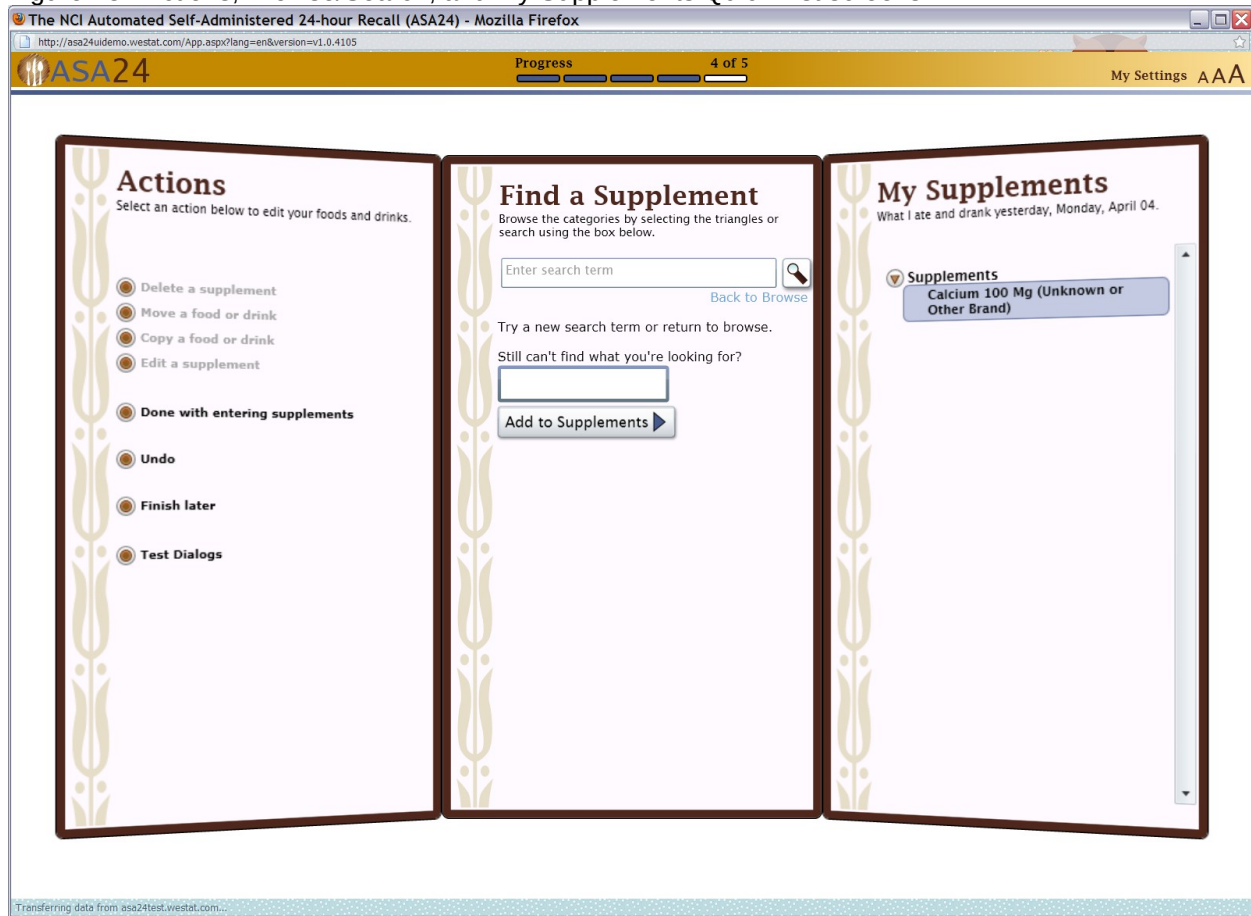 The NCI Automated Self-Administered 24-hour Recall (ASA24) - Mozilla Firefox
http://asa24uidemo.westat.com/App.aspx?lang=en&version=v1.0.4105
ASA24
Progress 4 of 5
My Settings AAA
Actions
Select an action below to edit your foods and drinks.
Delete a supplement
Move a food or drink
Copy a food or drink
Edit a supplement
Done with entering supplements
Undo
Finish later
Test Dialogs
Find a Supplement
Browse the categories by selecting the triangles or
search using the box below.
Enter search term
Back to Browse
Try a new search term or return to browse.
Still can't find what you're looking for?
Add to Supplements
My Supplements
What I ate and drank yesterday, Monday, April 04.
Supplements
Calcium 100 Mg (Unknown or
Other Brand)
Transferring data from asa24test.westat.com...